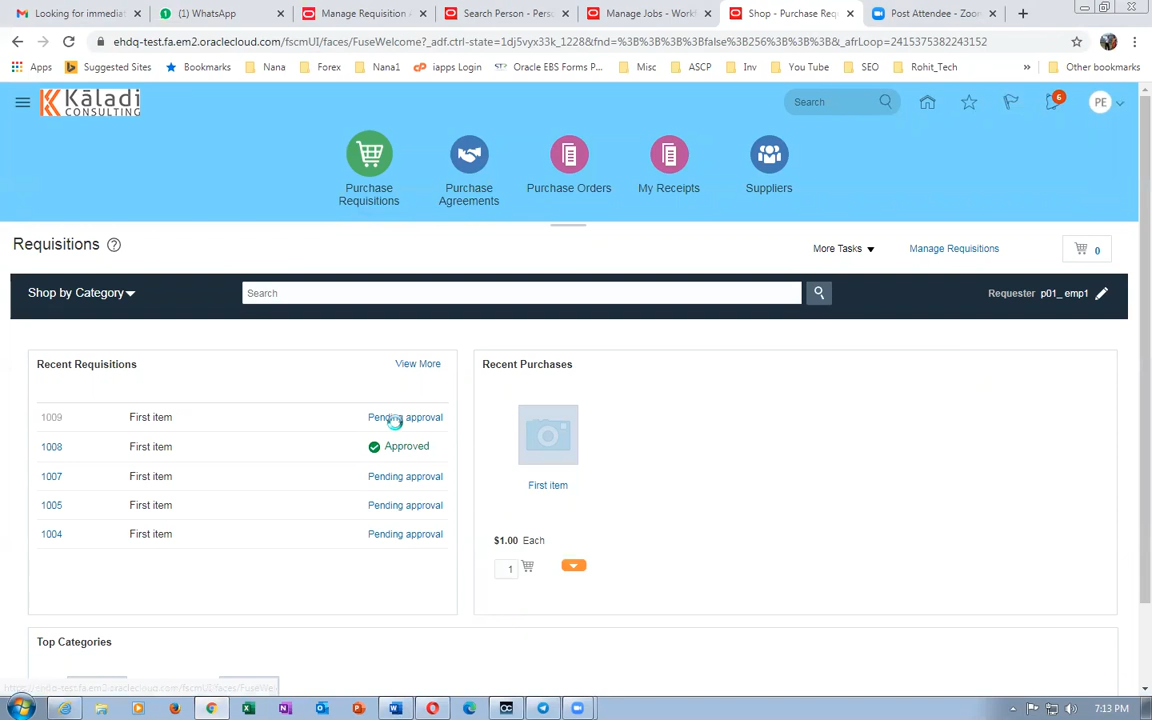 Looking for immediat
(1) WhatsApp
Manage Requisition A
Search Person - Pers
Manage Jobs - Workf
Shop - Purchase Req
Post Attendee - Zoom
ehdq-test.fa.em2.oraclecloud.com/fscmUI/faces/FuseWelcome?_adf.ctrl-state=1dj5vyx33k_1228&fnd=%3B%3B%3B%3Bfalse%3B256%3B%3B%3B&_afrLoop=2415375382243152
Apps
Suggested Sites
Bookmarks
Nana
Forex
Nana1
iapps Login
Oracle EBS Forms P...
Misc
ASCP
Inv
You Tube
SEO
Rohit_Tech
»
Other bookmarks
Kāladi
CONSULTING
Search
6
PE
Purchase
Requisitions
Purchase
Agreements
Purchase Orders
My Receipts
Suppliers
Requisitions
More Tasks
Manage Requisitions
0
Shop by Category
Search
Requester p01_ emp1
Recent Requisitions
View More
1009 First item Pending approval
1008 First item Approved
1007 First item Pending approval
1005 First item Pending approval
1004 First item Pending approval
Recent Purchases
First item
$1.00 Each
1
Top Categories
7:13 PM